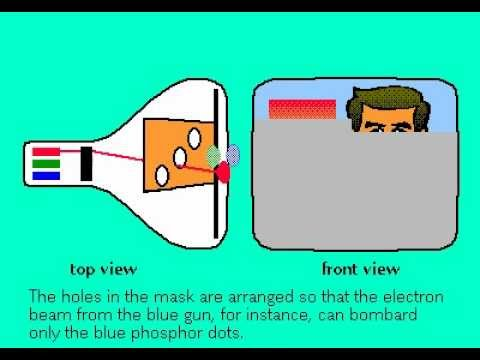 top view
front view
The holes in the mask are arranged so that the electron
beam from the blue gun, for instance, can bombard
only the blue phosphor dots.